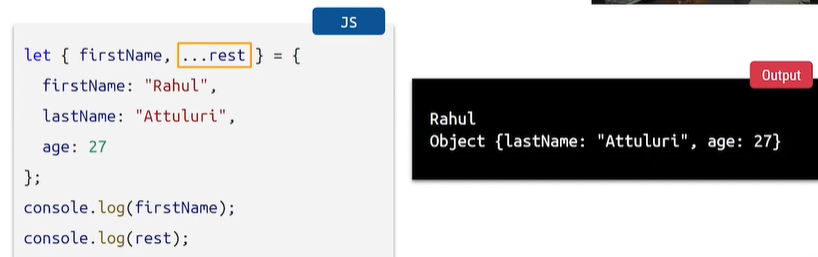 JS
let { firstName, ...rest } = {
  firstName: "Rahul",
  lastName: "Attuluri",
  age: 27
};
console.log(firstName);
console.log(rest);
Output
Rahul
Object {lastName: "Attuluri", age: 27}